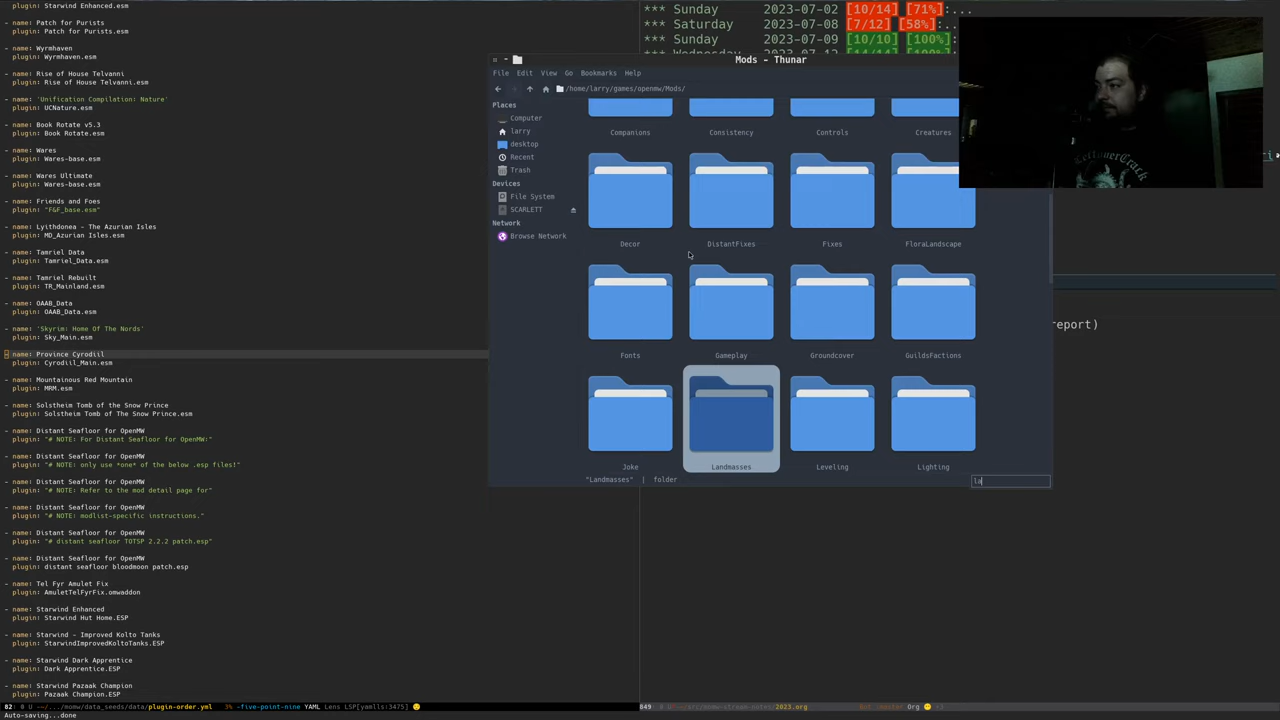 plugin: Starwind Enhanced.esm
- name: Patch for Purists
plugin: Patch for Purists.esm
- name: Wyrmhaven
plugin: Wyrmhaven.esm
- name: Rise of House Telvanni
plugin: Rise of House Telvanni.esm
- name: 'Unification Compilation: Nature'
plugin: UCNature.esm
- name: Book Rotate v5.3
plugin: Book Rotate.esm
- name: Wares
plugin: Wares-base.esm
- name: Wares Ultimate
plugin: Wares-base.esm
- name: Friends and Foes
plugin: "F&F_base.esm"
- name: Lyithdonea - The Azurian Isles
plugin: MD_Azurian Isles.esm
- name: Tamriel Data
plugin: Tamriel_Data.esm
- name: Tamriel Rebuilt
plugin: TR_Mainland.esm
- name: OAAB_Data
plugin: OAAB_Data.esm
- name: 'Skyrim: Home Of The Nords'
plugin: Sky_Main.esm
- name: Province Cyrodiil
plugin: Cyrodiil_Main.esm
- name: Mountainous Red Mountain
plugin: MRM.esm
- name: Solstheim Tomb of the Snow Prince
plugin: Solstheim Tomb of The Snow Prince.esm
- name: Distant Seafloor for OpenMW
plugin: "# NOTE: For Distant Seafloor for OpenMW:"
- name: Distant Seafloor for OpenMW
plugin: "# NOTE: only use *one* of the below .esp files!"
- name: Distant Seafloor for OpenMW
plugin: "# NOTE: Refer to the mod detail page for"
- name: Distant Seafloor for OpenMW
plugin: "# NOTE: modlist-specific instructions."
- name: Distant Seafloor for OpenMW
plugin: "# distant seafloor TOTSP 2.2.2 patch.esp"
- name: Distant Seafloor for OpenMW
plugin: distant seafloor bloodmoon patch.esp
- name: Tel Fyr Amulet Fix
plugin: AmuletTelFyrFix.omwaddon
- name: Starwind Enhanced
plugin: Starwind Hut Home.ESP
- name: Starwind - Improved Kolto Tanks
plugin: StarwindImprovedKoltoTanks.ESP
- name: Starwind Dark Apprentice
plugin: Dark Apprentice.ESP
- name: Starwind Pazaak Champion
plugin: Pazaak Champion.ESP
82: 0 U
data_seeds/data/plugin-order.yml 3% -five-point-nine YAML Lens LSP[yamlls:3475]
Auto-saving...done
*** Sunday 2023-07-02 [10/14] [71%]:..
*** Saturday 2023-07-08 [7/12] [58%]:..
*** Sunday 2023-07-09 [10/10] [100%]:
Mods - Thunar
File Edit View Go Bookmarks Help
/home/larry/games/openmw/Mods/
Places
Computer
larry
desktop
Recent
Trash
Devices
File System
SCARLETT
Network
Browse Network
Companions Consistency Controls Creatures
Decor DistantFixes Fixes FloraLandscape
Fonts Gameplay Groundcover GuildsFactions
Joke Landmasses Leveling Lighting
"Landmasses" | folder
la
report)
2023.org
Org